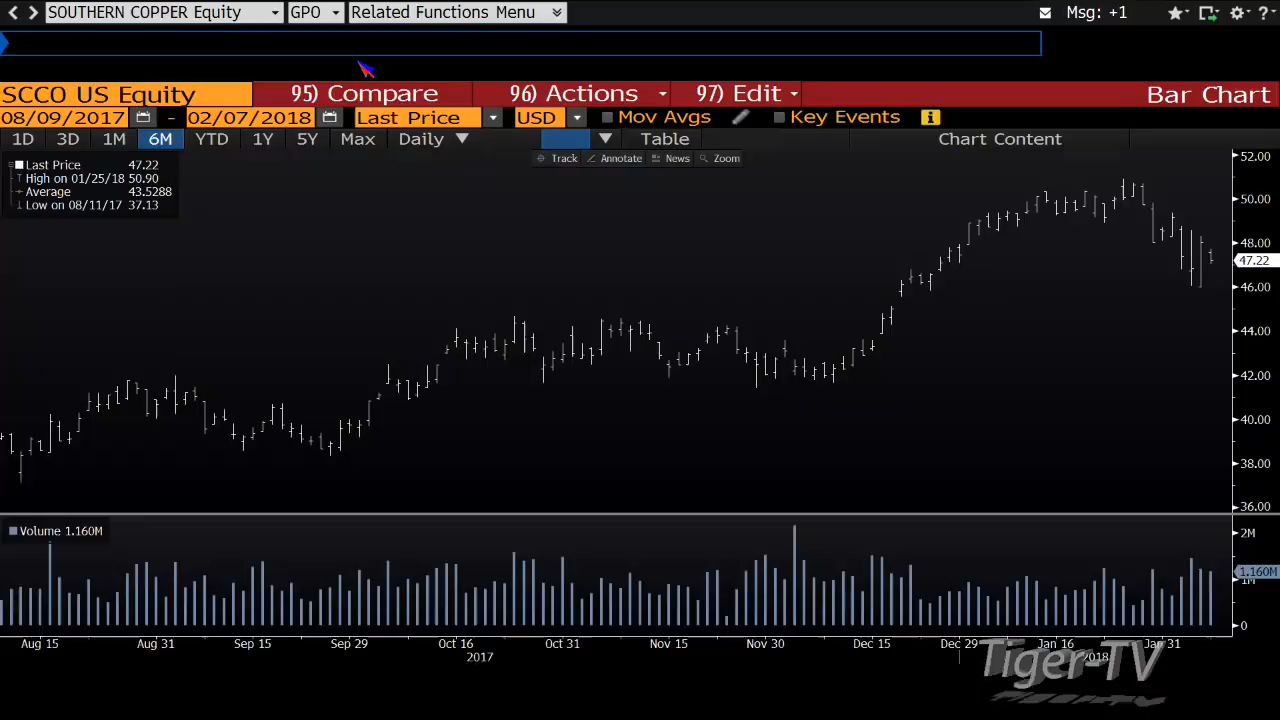 SOUTHERN COPPER Equity GPO Related Functions Menu Msg: +1 ?
SCCO US Equity 95) Compare 96) Actions 97) Edit Bar Chart
08/09/2017 - 02/07/2018 Last Price USD Mov Avgs Key Events i
1D 3D 1M 6M YTD 1Y 5Y Max Daily Table Chart Content
Track Annotate News Zoom
Last Price 47.22
High on 01/25/18 50.90
Average 43.5288
Low on 08/11/17 37.13
52.00
50.00
48.00
47.22
46.00
44.00
42.00
40.00
38.00
36.00
Volume 1.160M
2M
1.160M
1M
0
Aug 15 Aug 31 Sep 15 Sep 29 Oct 16 Oct 31 Nov 15 Nov 30 Dec 15 Dec 29 Jan 16 Jan 31
2017 2018
Tiger-TV